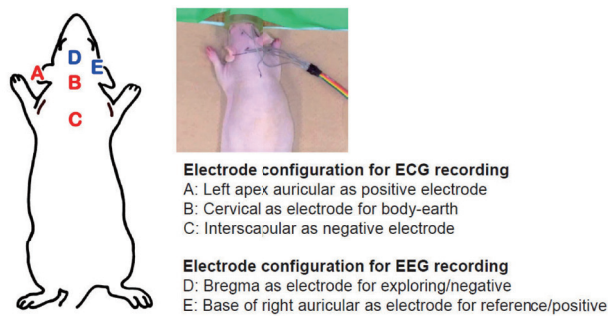 D
A
E
B
C
Electrode configuration for ECG recording
A: Left apex auricular as positive electrode
B: Cervical as electrode for body-earth
C: Interscapular as negative electrode
Electrode configuration for EEG recording
D: Bregma as electrode for exploring/negative
E: Base of right auricular as electrode for reference/positive